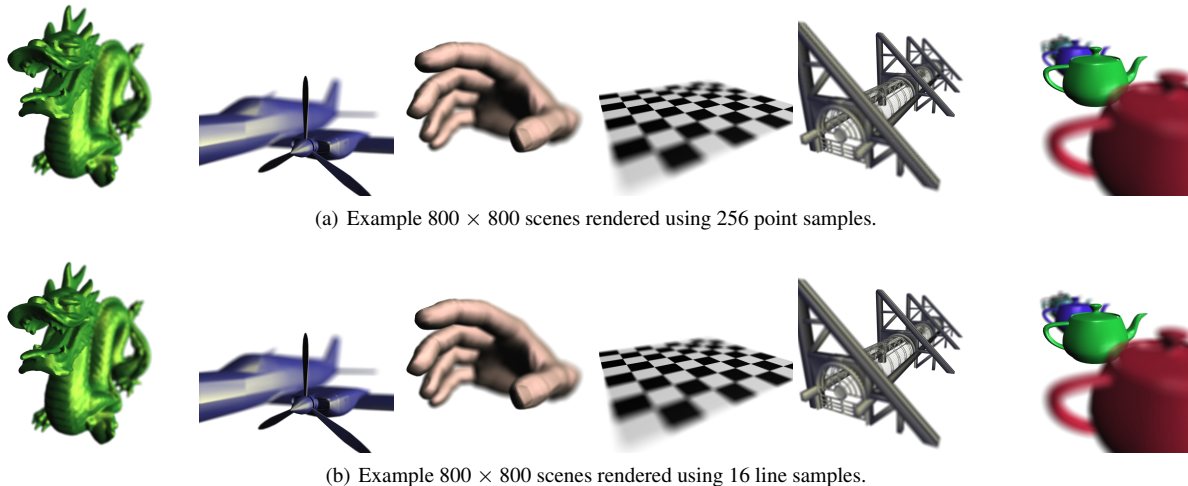 (a) Example 800 × 800 scenes rendered using 256 point samples.
(b) Example 800 × 800 scenes rendered using 16 line samples.